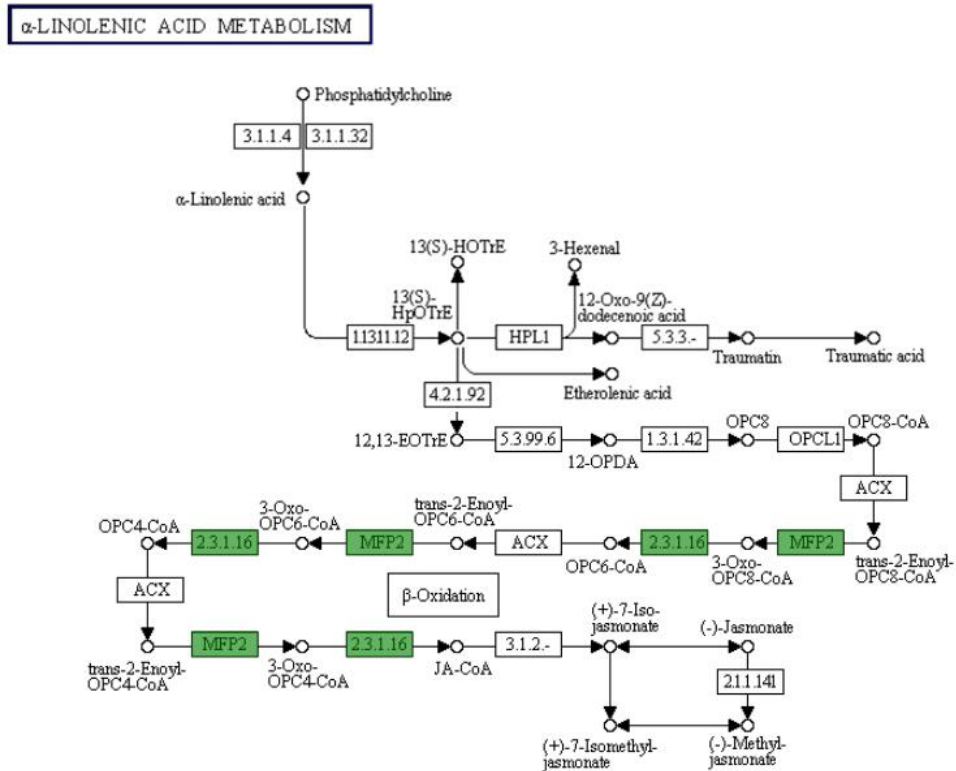 α-LINOLENIC ACID METABOLISM
Phosphatidylcholine
3.1.1.4
3.1.1.32
α-Linolenic acid
13(S)-HOTrE
3-Hexenal
13(S)-
HpOTrE
12-Oxo-9(Z)-
dodecenoic acid
1.13.11.12
HPL1
5.3.3.-
Traumatin
Traumatic acid
Etherolenic acid
4.2.1.92
12,13-EOTrE
5.3.99.6
12-OPDA
1.3.1.42
OPC8
OPCL1
OPC8-CoA
ACX
OPC4-CoA
2.3.1.16
3-Oxo-
OPC6-CoA
MFP2
trans-2-Enoyl-
OPC6-CoA
ACX
OPC6-CoA
2.3.1.16
3-Oxo-
OPC8-CoA
MFP2
trans-2-Enoyl-
OPC8-CoA
ACX
β-Oxidation
trans-2-Enoyl-
OPC4-CoA
MFP2
3-Oxo-
OPC4-CoA
2.3.1.16
JA-CoA
3.1.2.-
(+)-7-Iso-
jasmonate
(-)-Jasmonate
2.1.1.141
(+)-7-Isomethyl-
jasmonate
(-)-Methyl-
jasmonate